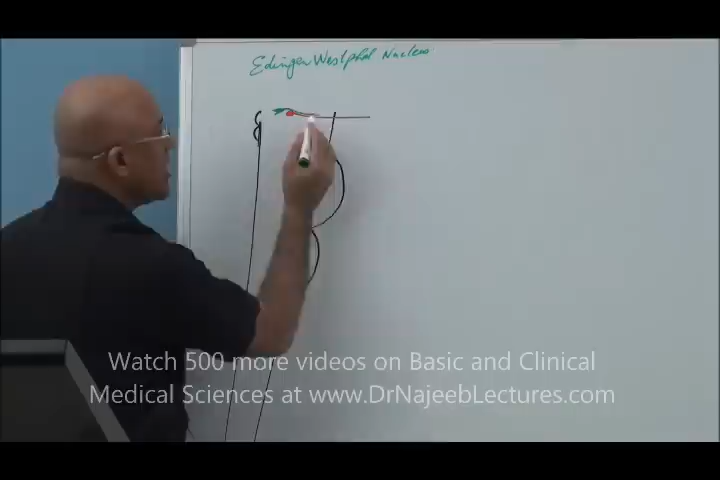 Edinger Westphal Nucleus
Watch 500 more videos on Basic and Clinical
Medical Sciences at www.DrNajeebLectures.com